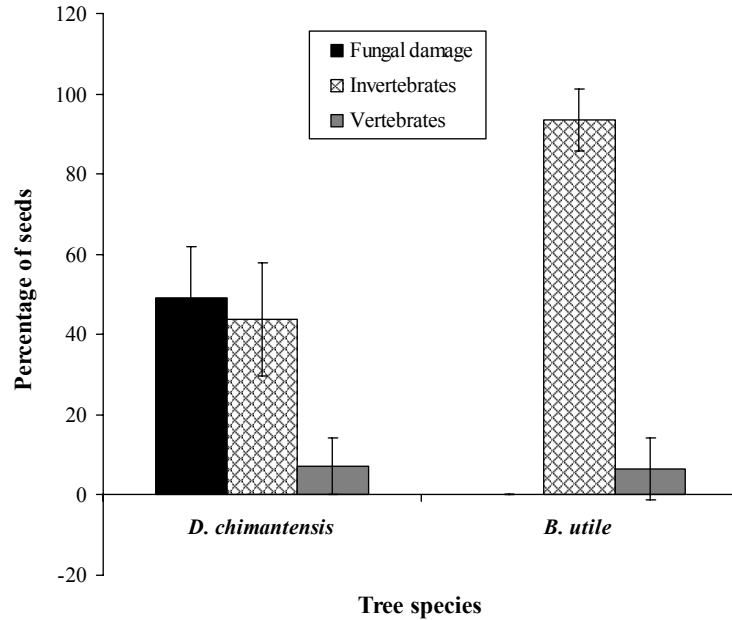 120
100
80
60
40
20
0
-20
Percentage of seeds
Fungal damage
Invertebrates
Vertebrates
D. chimantensis
B. utile
Tree species